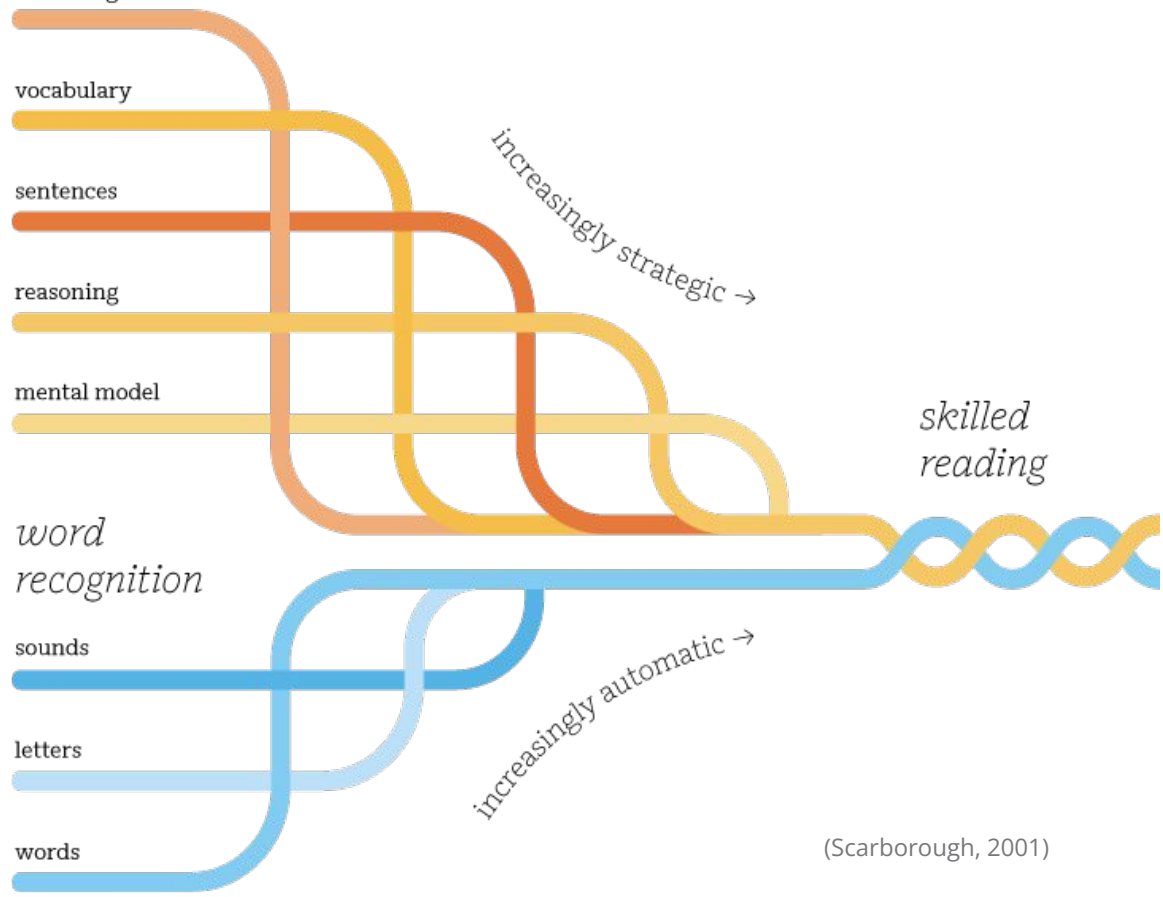 vocabulary
sentences
reasoning
mental model
increasingly strategic →
skilled
reading
word
recognition
sounds
letters
words
increasingly automatic →
(Scarborough, 2001)